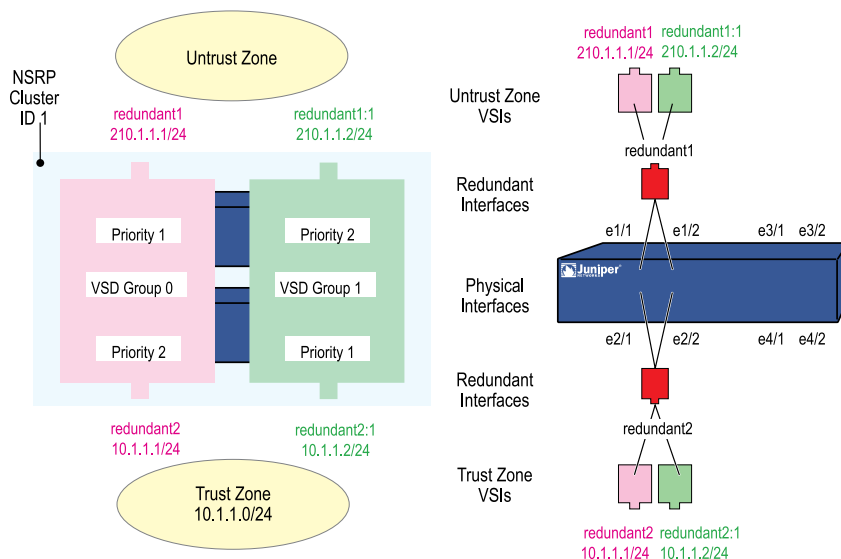 Untrust Zone
NSRP
Cluster
ID 1
redundant1
210.1.1.1/24
redundant1:1
210.1.1.2/24
Priority 1
Priority 2
VSD Group 0
VSD Group 1
Priority 2
Priority 1
redundant2
10.1.1.1/24
redundant2:1
10.1.1.2/24
Trust Zone
10.1.1.0/24
redundant1
210.1.1.1/24
redundant1:1
210.1.1.2/24
Untrust Zone
VSIs
redundant1
Redundant
Interfaces
e1/1
e1/2
e3/1
e3/2
Juniper
NETWORKS
Physical
Interfaces
e2/1
e2/2
e4/1
e4/2
Redundant
Interfaces
redundant2
Trust Zone
VSIs
redundant2
10.1.1.1/24
redundant2:1
10.1.1.2/24